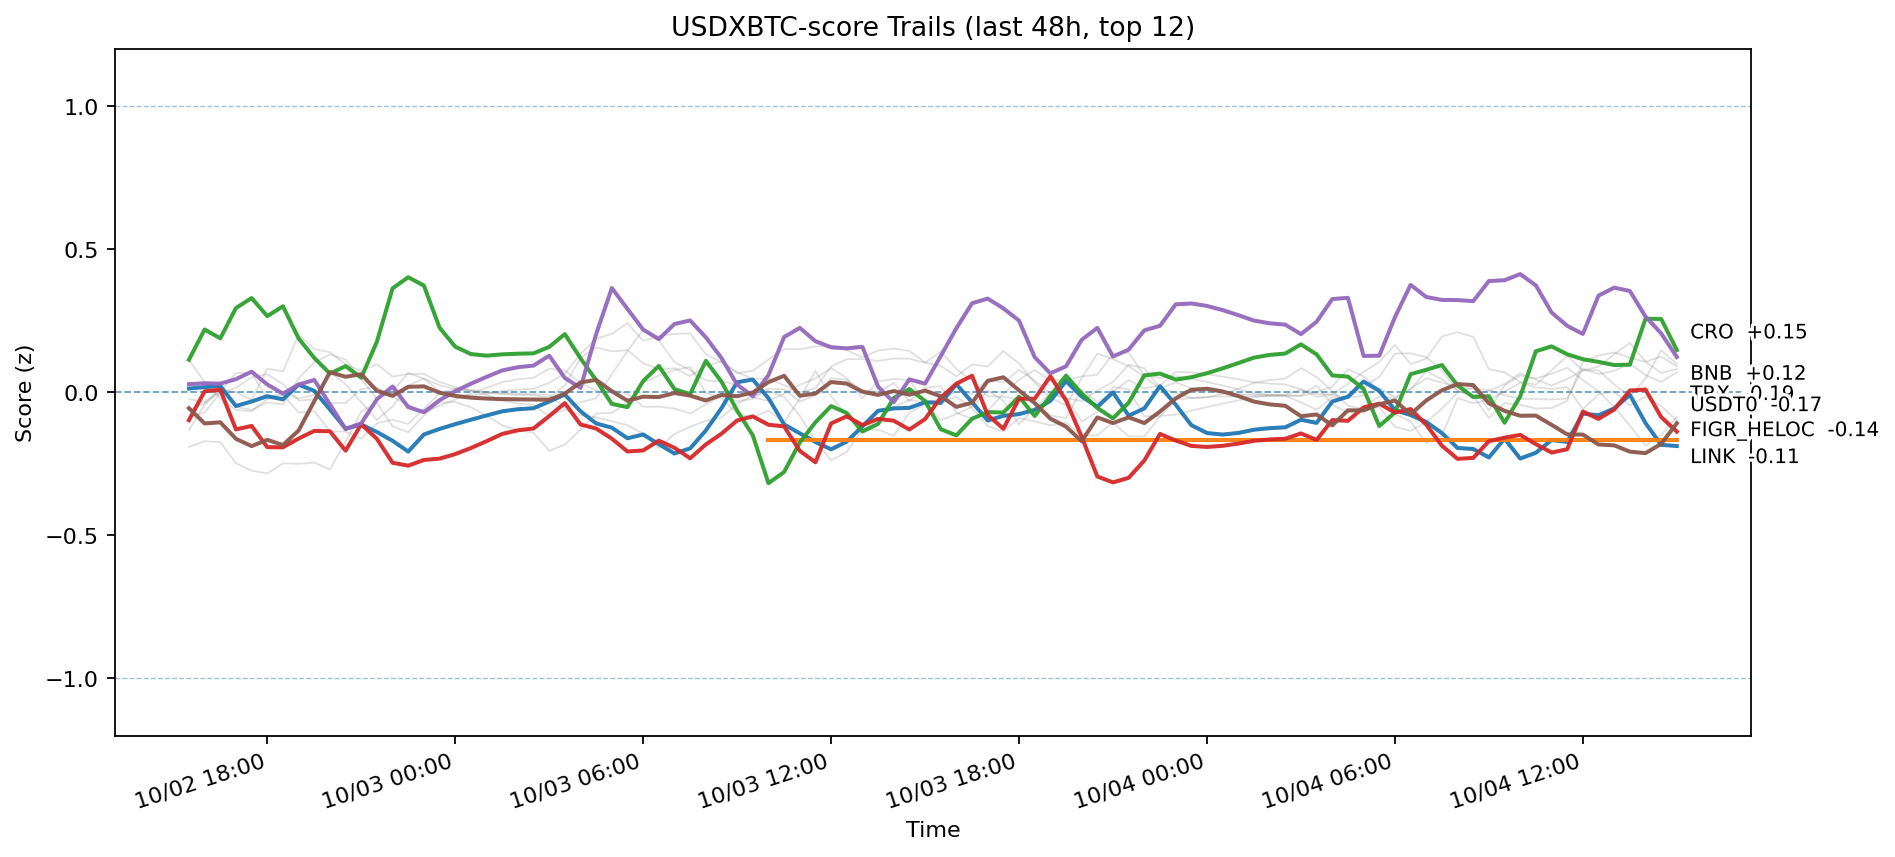 USDXBTC-score Trails (last 48h, top 12)
Score (z)
1.0
0.5
0.0
−0.5
−1.0
CRO +0.15
BNB +0.12
TRX -0.19
USDT0 -0.17
FIGR_HELOC -0.14
LINK -0.11
10/02 18:00
10/03 00:00
10/03 06:00
10/03 12:00
10/03 18:00
10/04 00:00
10/04 06:00
10/04 12:00
Time